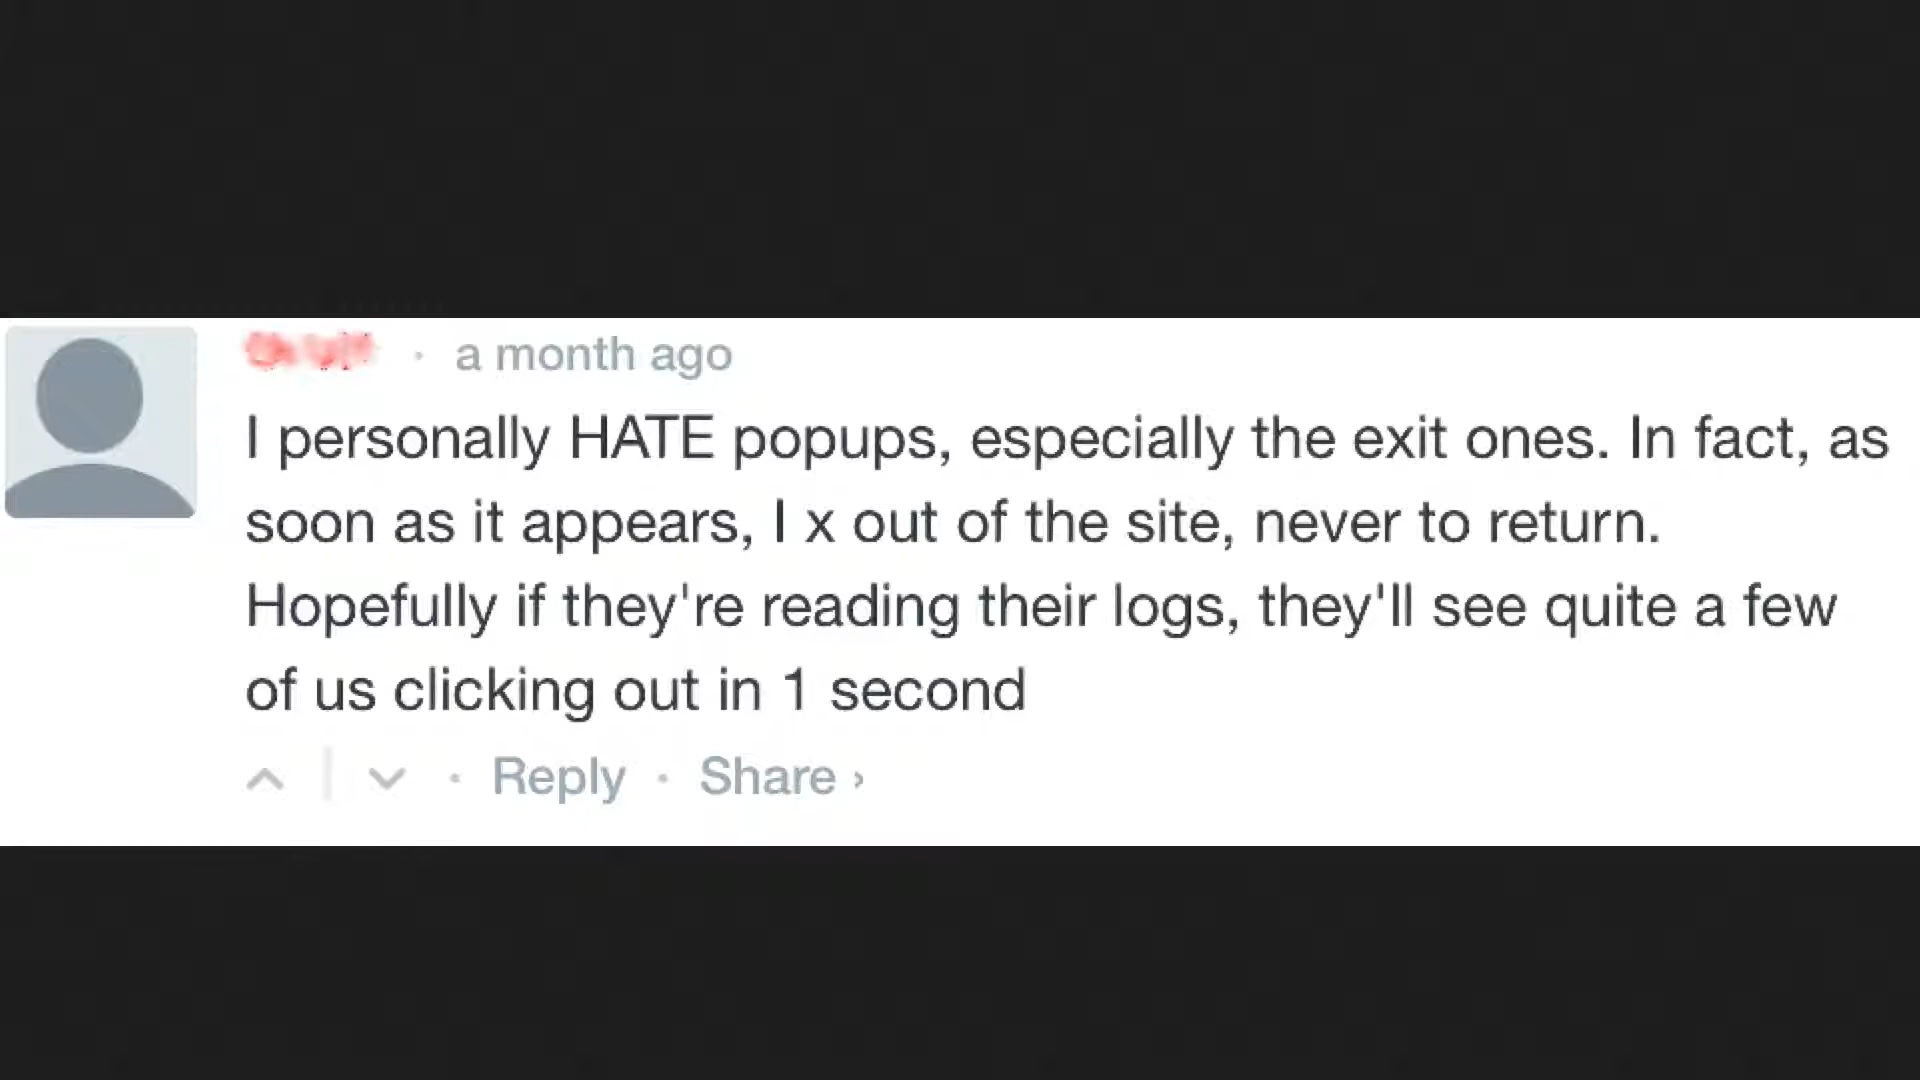 · a month ago
I personally HATE popups, especially the exit ones. In fact, as
soon as it appears, I x out of the site, never to return.
Hopefully if they're reading their logs, they'll see quite a few
of us clicking out in 1 second
· Reply · Share ›